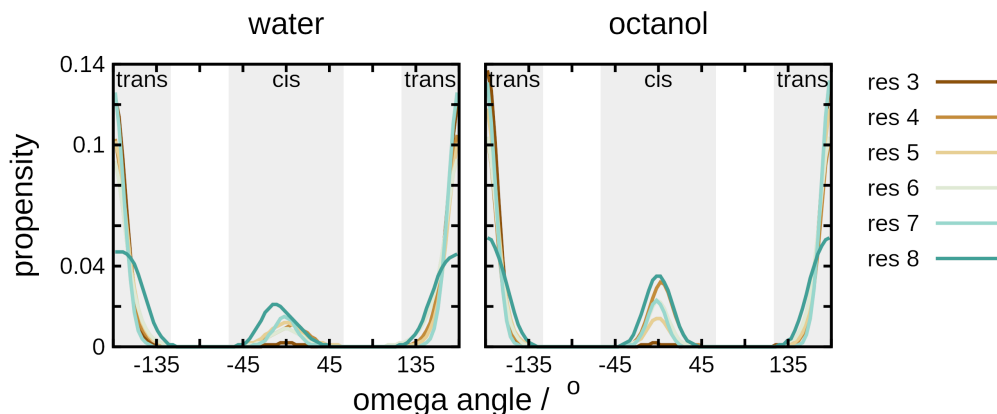 water
octanol
propensity
0.14
0.1
0.04
0
trans
cis
trans
trans
cis
trans
-135
-45
45
135
-135
-45
45
135
omega angle / °
res 3
res 4
res 5
res 6
res 7
res 8